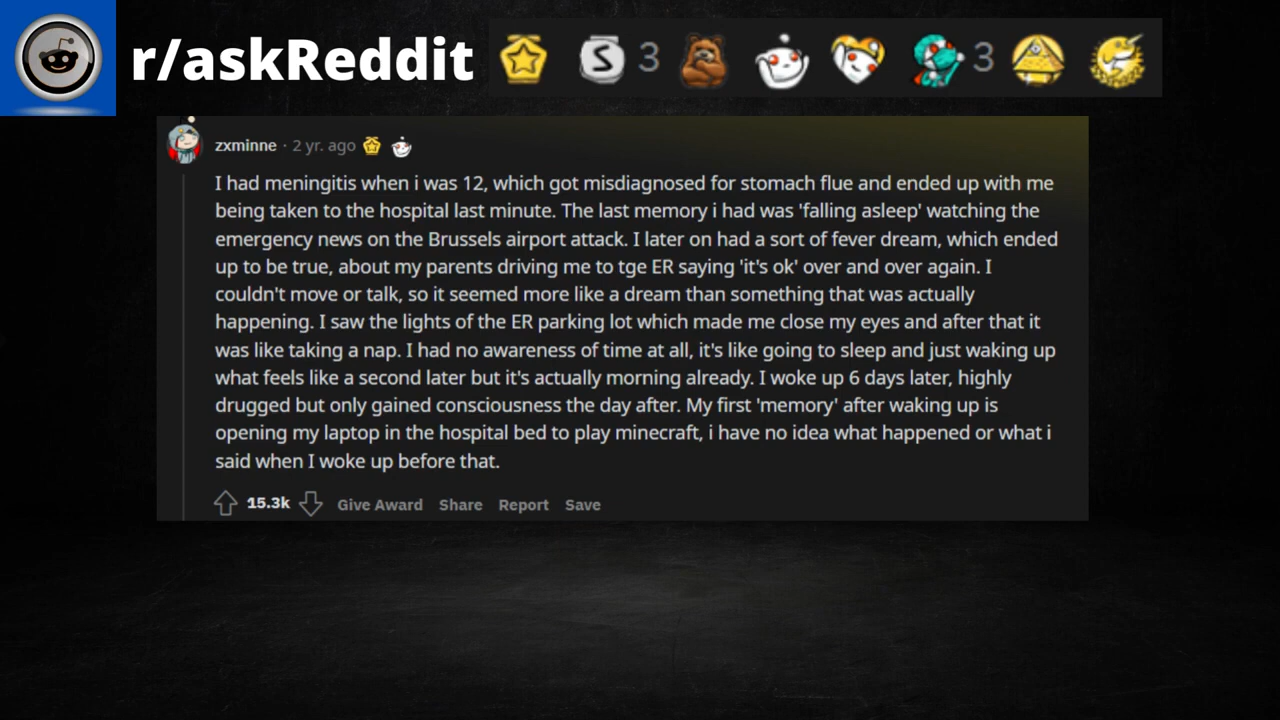 r/askReddit
3
3
zxminne · 2 yr. ago
I had meningitis when i was 12, which got misdiagnosed for stomach flue and ended up with me
being taken to the hospital last minute. The last memory i had was 'falling asleep' watching the
emergency news on the Brussels airport attack. I later on had a sort of fever dream, which ended
up to be true, about my parents driving me to tge ER saying 'it's ok' over and over again. I
couldn't move or talk, so it seemed more like a dream than something that was actually
happening. I saw the lights of the ER parking lot which made me close my eyes and after that it
was like taking a nap. I had no awareness of time at all, it's like going to sleep and just waking up
what feels like a second later but it's actually morning already. I woke up 6 days later, highly
drugged but only gained consciousness the day after. My first 'memory' after waking up is
opening my laptop in the hospital bed to play minecraft, i have no idea what happened or what i
said when I woke up before that.
15.3k Give Award Share Report Save